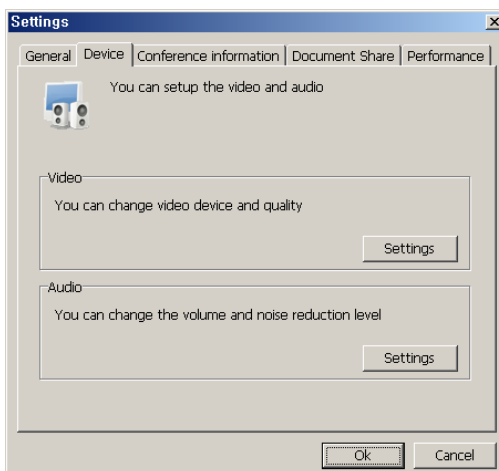 Settings
General Device Conference information Document Share Performance
You can setup the video and audio
Video
You can change video device and quality
Settings
Audio
You can change the volume and noise reduction level
Settings
Ok Cancel